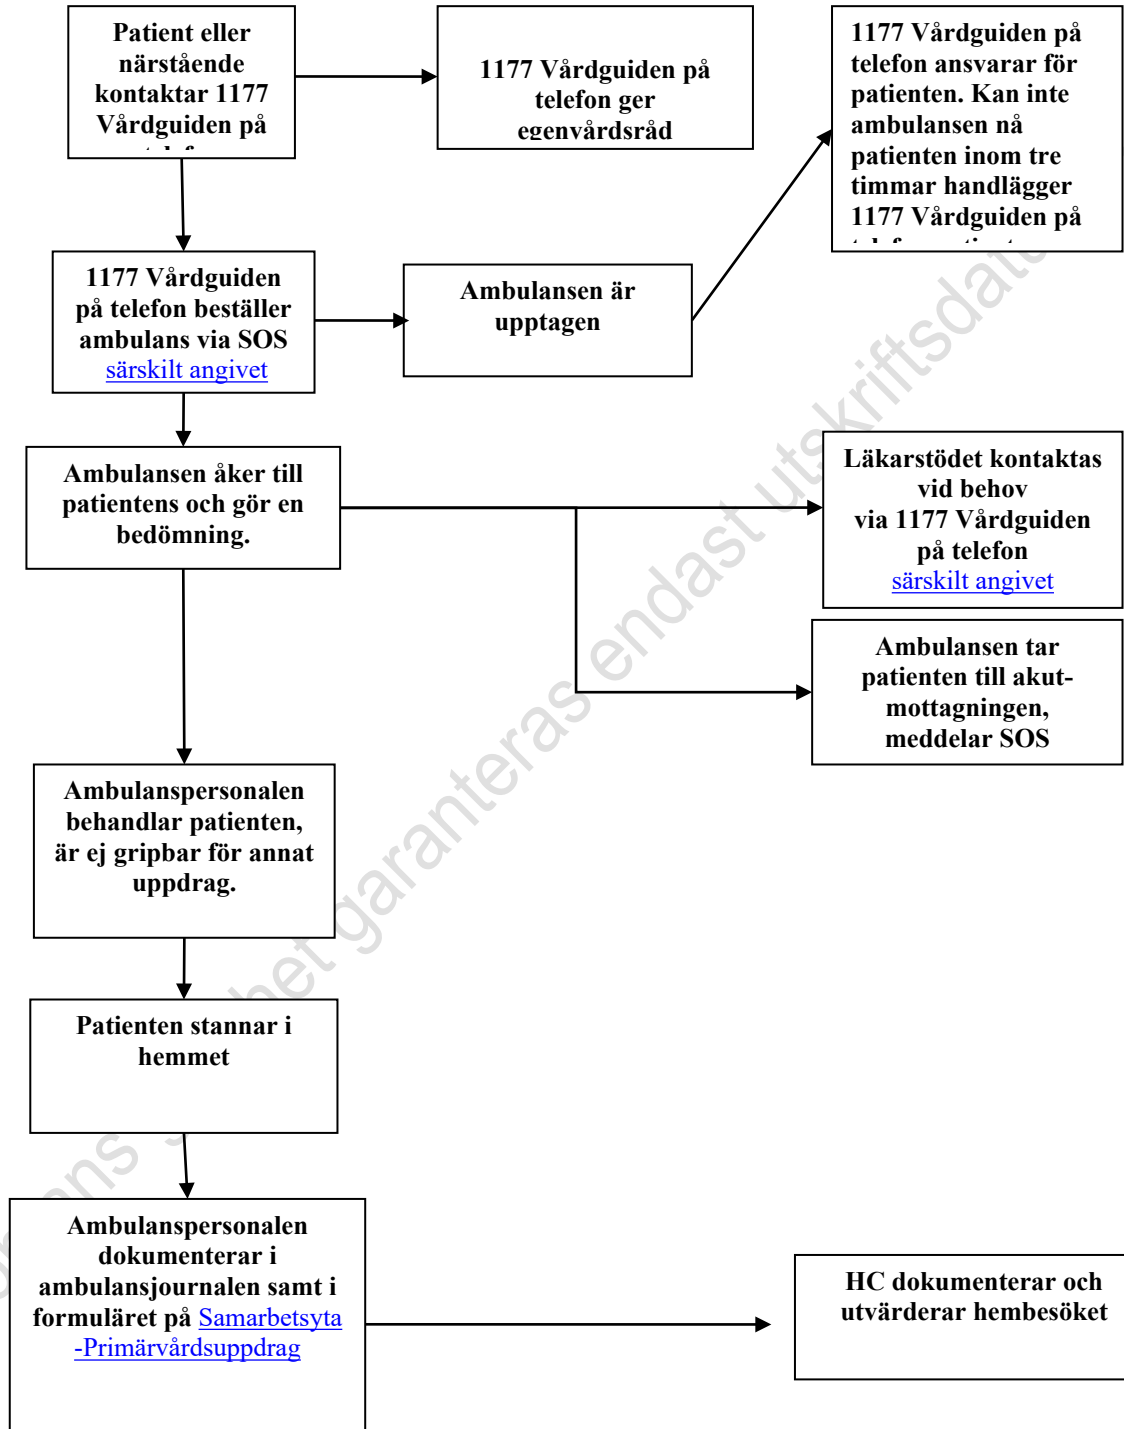 Patient eller
närstående
kontaktar 1177
Vårdguiden på
1177 Vårdguiden på
telefon ger
egenvårdsråd
1177 Vårdguiden på
telefon ansvarar för
patienten. Kan inte
ambulansen nå
patienten inom tre
timmar handlägger
1177 Vårdguiden på
1177 Vårdguiden
på telefon beställer
ambulans via SOS
särskilt angivet
Ambulansen är
upptagen
Ambulansen åker till
patientens och gör en
bedömning.
Läkarstödet kontaktas
vid behov
via 1177 Vårdguiden
på telefon
särskilt angivet
Ambulansen tar
patienten till akut-
mottagningen,
meddelar SOS
Ambulanspersonalen
behandlar patienten,
är ej gripbar för annat
uppdrag.
Patienten stannar i
hemmet
Ambulanspersonalen
dokumenterar i
ambulansjournalen samt i
formuläret på Samarbetsyta
-Primärvårdsuppdrag
HC dokumenterar och
utvärderar hembesöket
garanteras endast utskriftsdatu